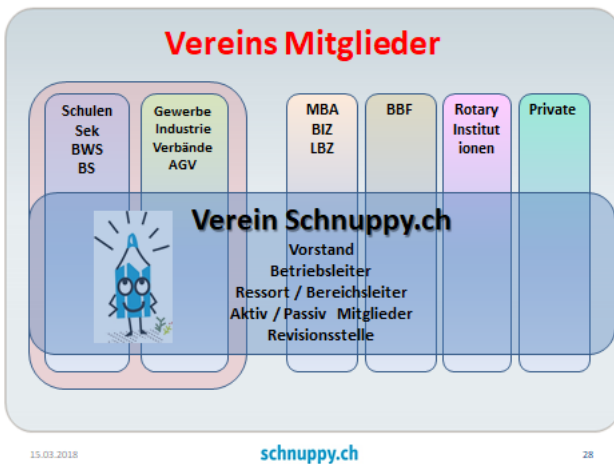 Vereins Mitglieder
Schulen
Sek
BWS
BS
Gewerbe
Industrie
Verbände
AGV
MBA
BIZ
LBZ
BBF
Rotary
Institut
ionen
Private
Verein Schnuppy.ch
Vorstand
Betriebsleiter
Ressort / Bereichsleiter
Aktiv / Passiv Mitglieder
Revisionsstelle
15.03.2018
schnuppy.ch
28